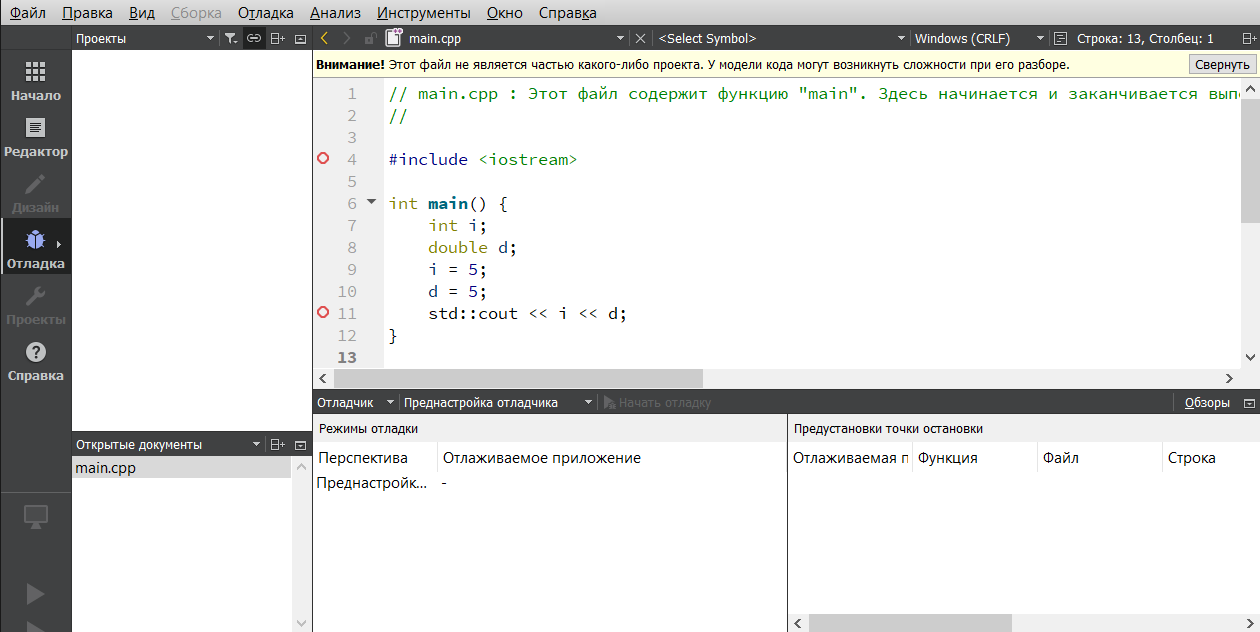 Файл Правка Вид Сборка Отладка Анализ Инструменты Окно Справка
Проекты
main.cpp
<Select Symbol>
Windows (CRLF)
Строка: 13, Столбец: 1
Внимание! Этот файл не является частью какого-либо проекта. У модели кода могут возникнуть сложности при его разборе.
Свернуть
Начало
Редактор
Дизайн
Отладка
Проекты
Справка
1 // main.cpp : Этот файл содержит функцию "main". Здесь начинается и заканчивается вып
2 //
3
4 #include <iostream>
5
6 int main() {
7 int i;
8 double d;
9 i = 5;
10 d = 5;
11 std::cout << i << d;
12 }
13
Открытые документы
main.cpp
Отладчик
Преднастройка отладчика
Начать отладку
Обзоры
Режимы отладки
Перспектива Отлаживаемое приложение
Преднастройк... -
Предустановки точки остановки
Отлаживаемая п Функция Файл Строка